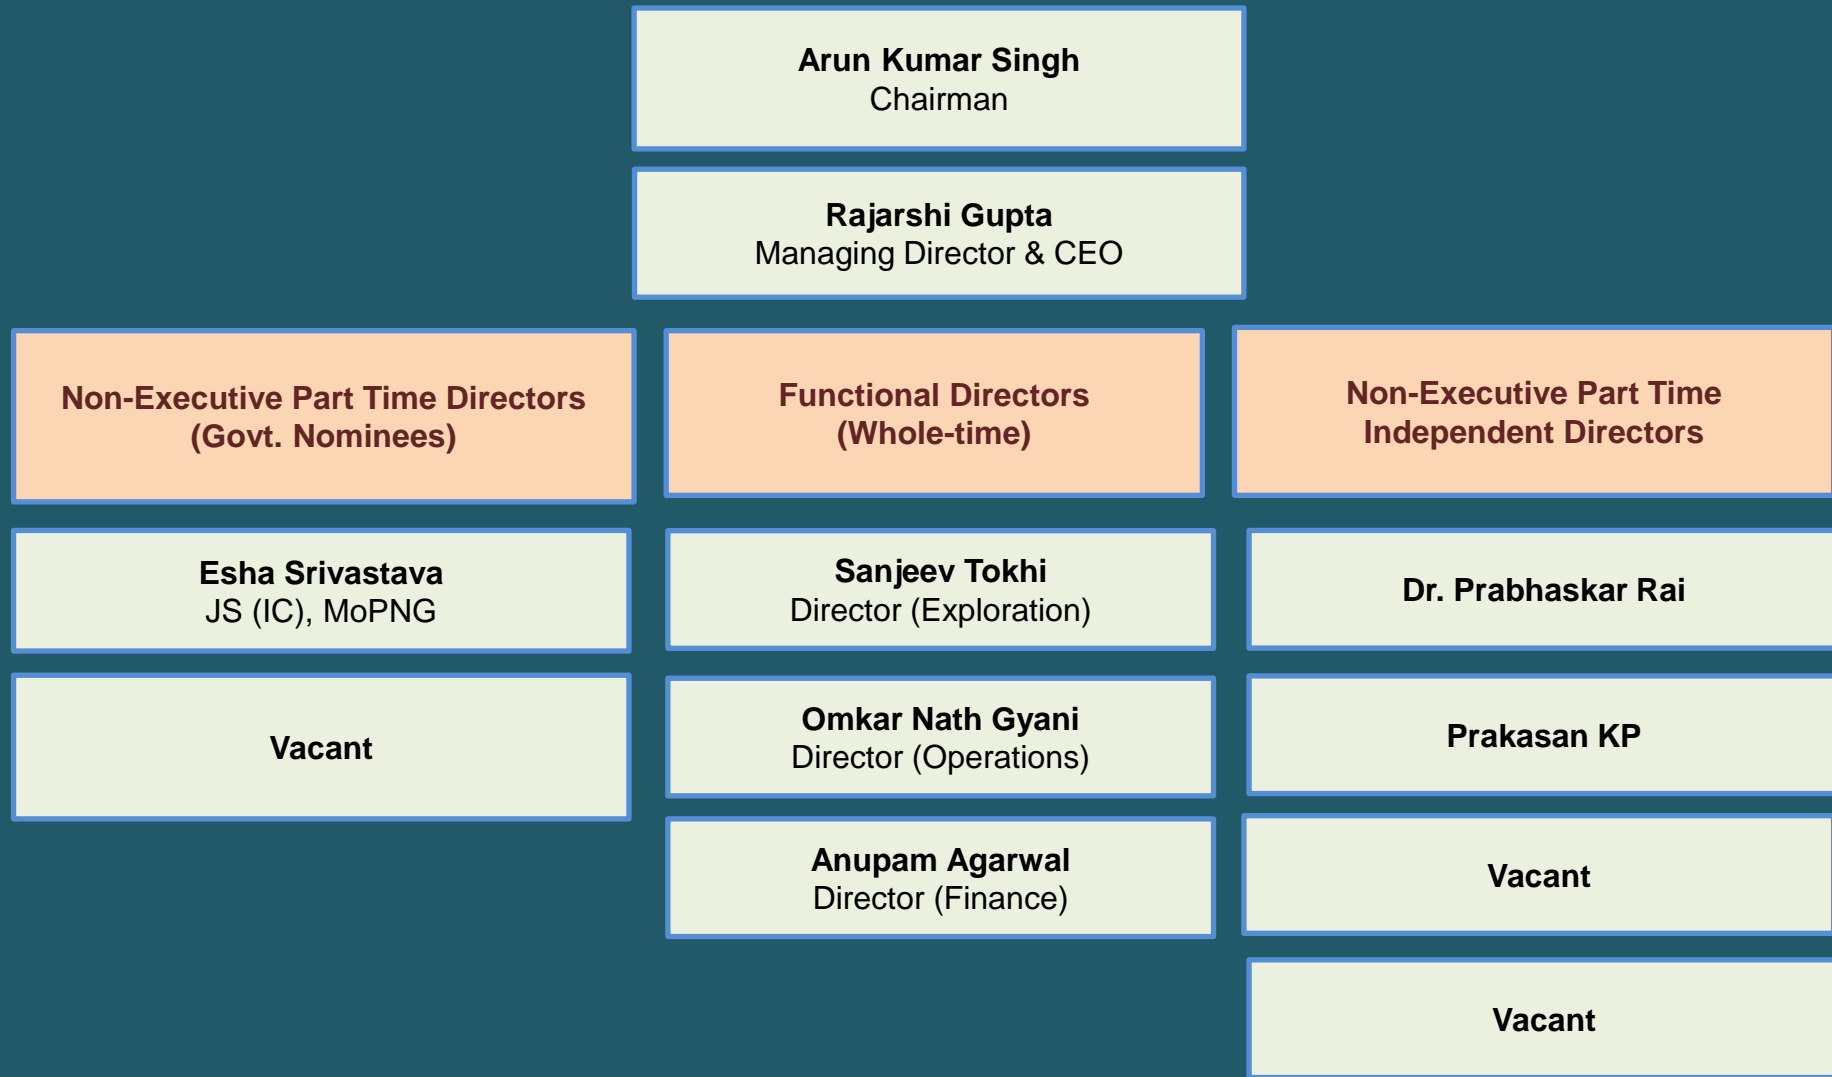 Arun Kumar Singh
Chairman
Rajarshi Gupta
Managing Director & CEO
Non-Executive Part Time Directors
(Govt. Nominees)
Esha Srivastava
JS (IC), MoPNG
Vacant
Functional Directors
(Whole-time)
Sanjeev Tokhi
Director (Exploration)
Omkar Nath Gyani
Director (Operations)
Anupam Agarwal
Director (Finance)
Non-Executive Part Time
Independent Directors
Dr. Prabhaskar Rai
Prakasan KP
Vacant
Vacant